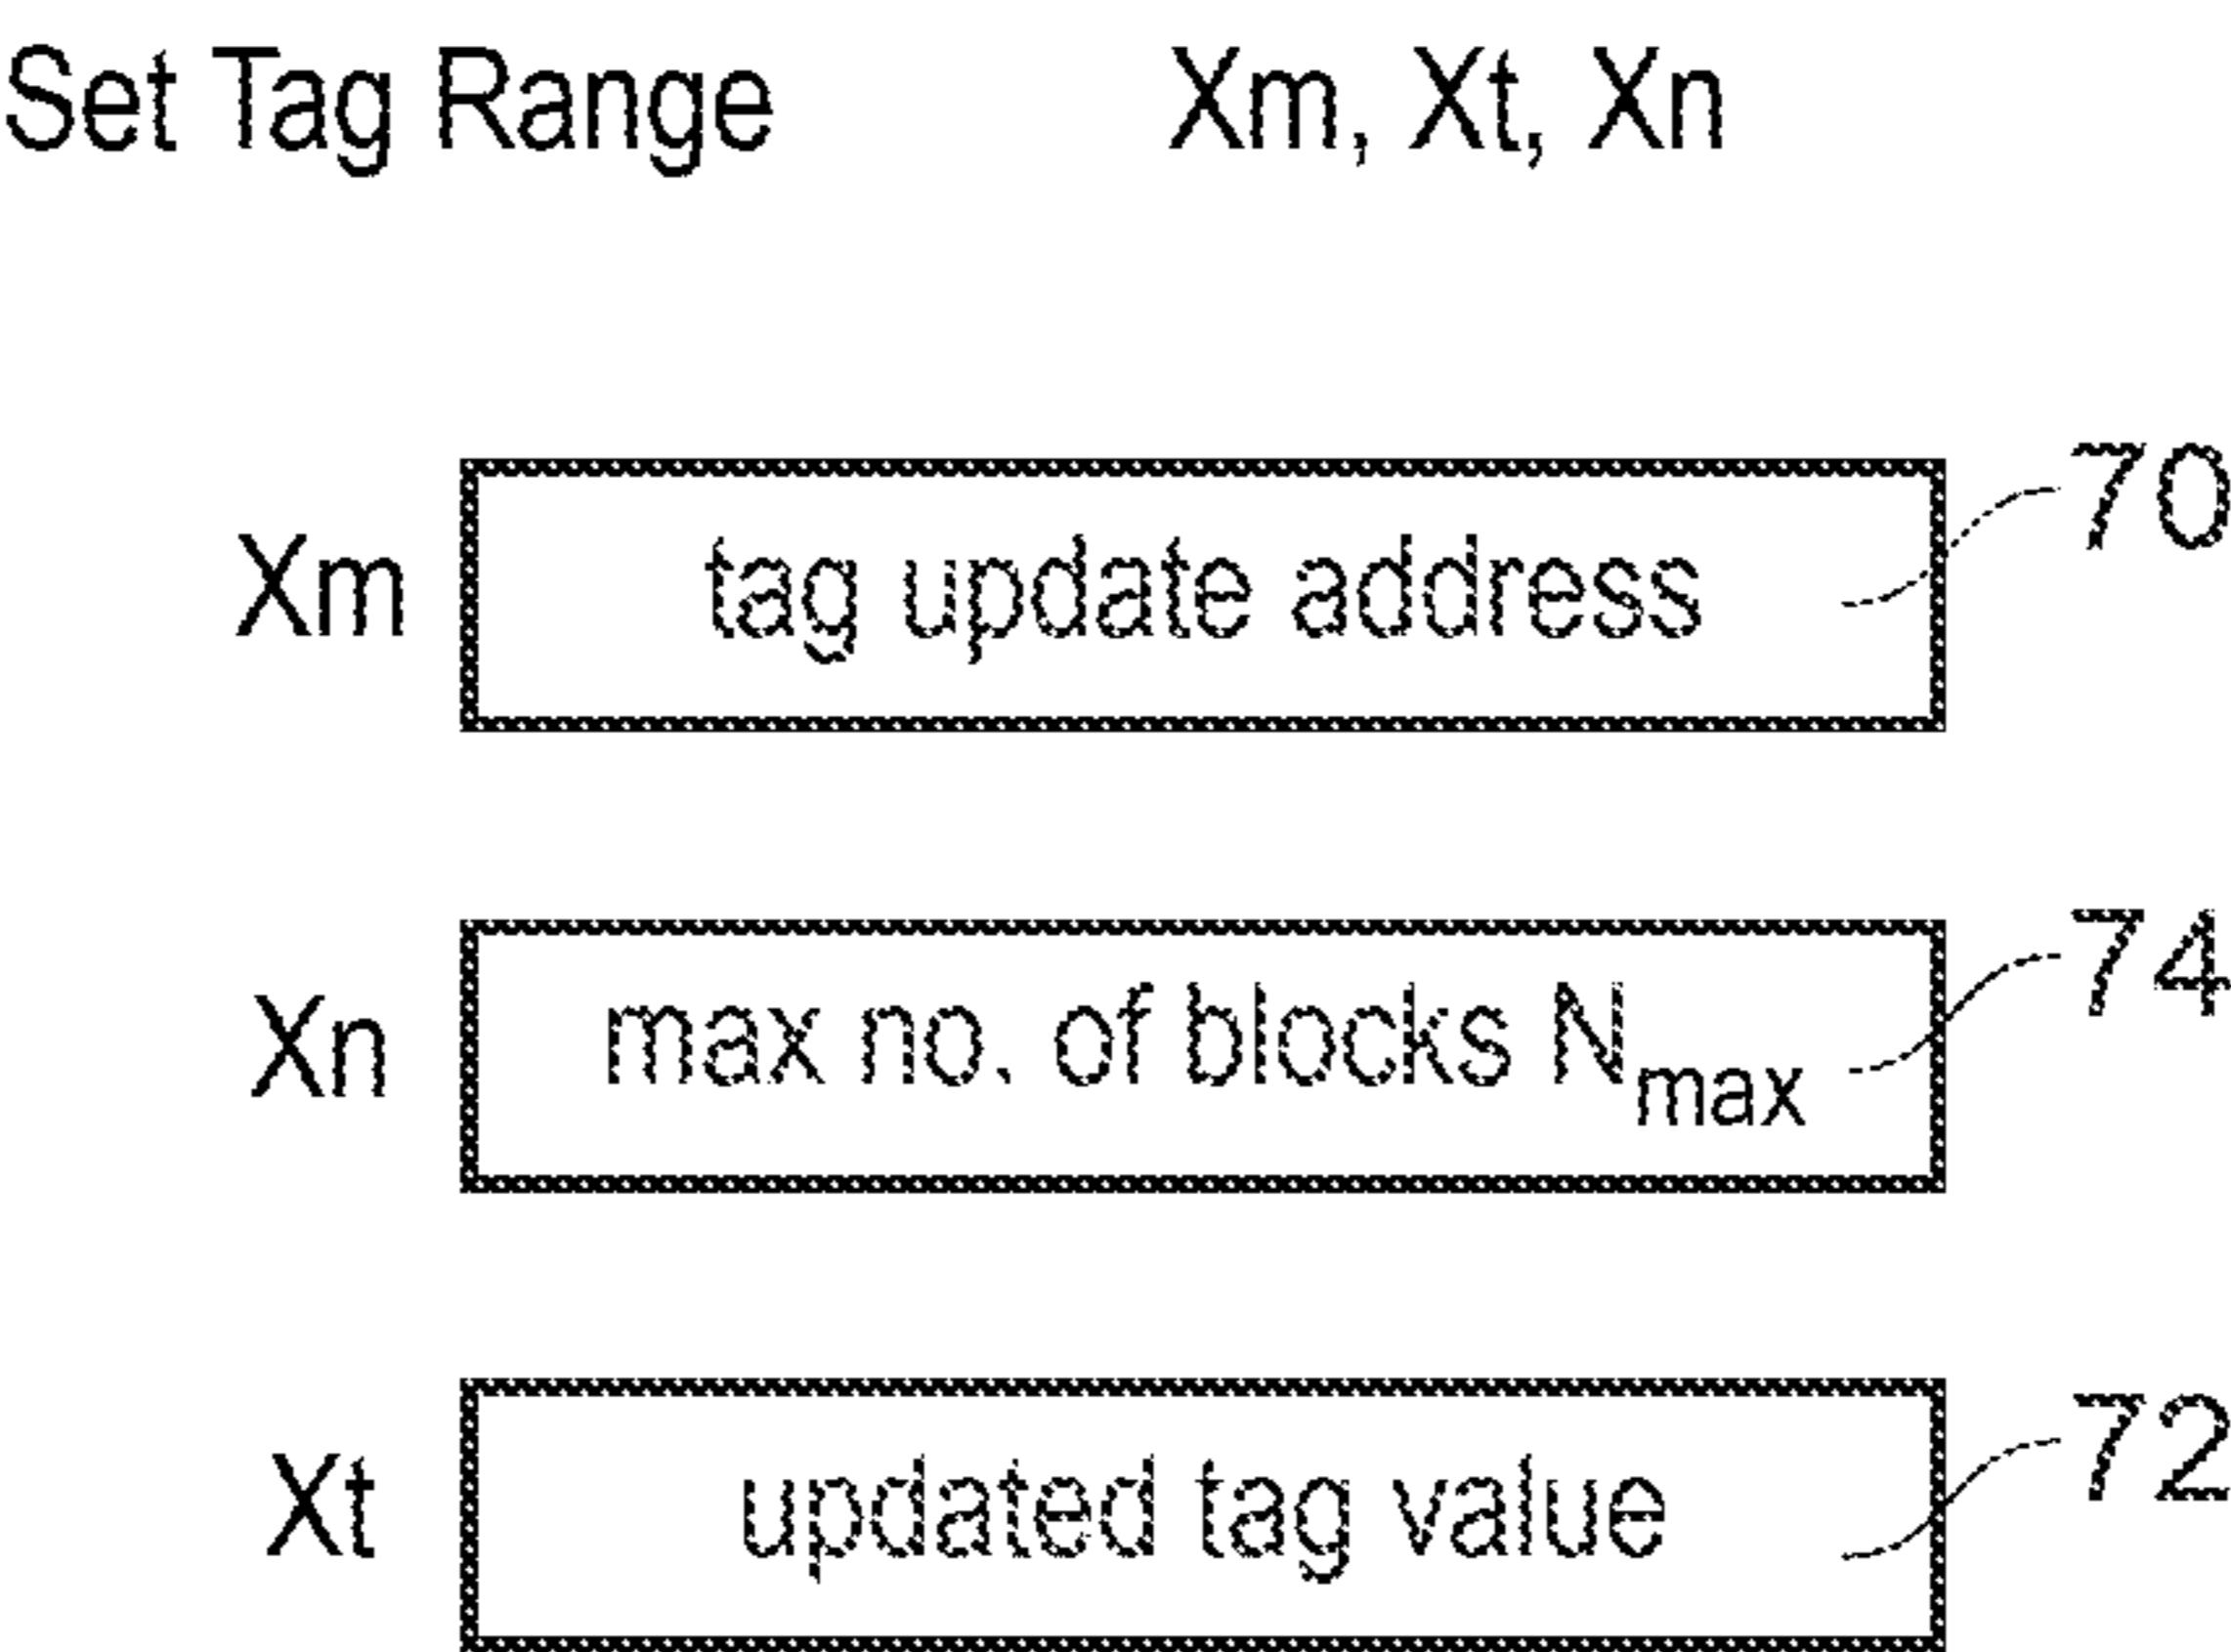 Set Tag Range Xm, Xt, Xn
Xm tag update address 70
Xn max no. of blocks Nmax 74
Xt updated tag value 72